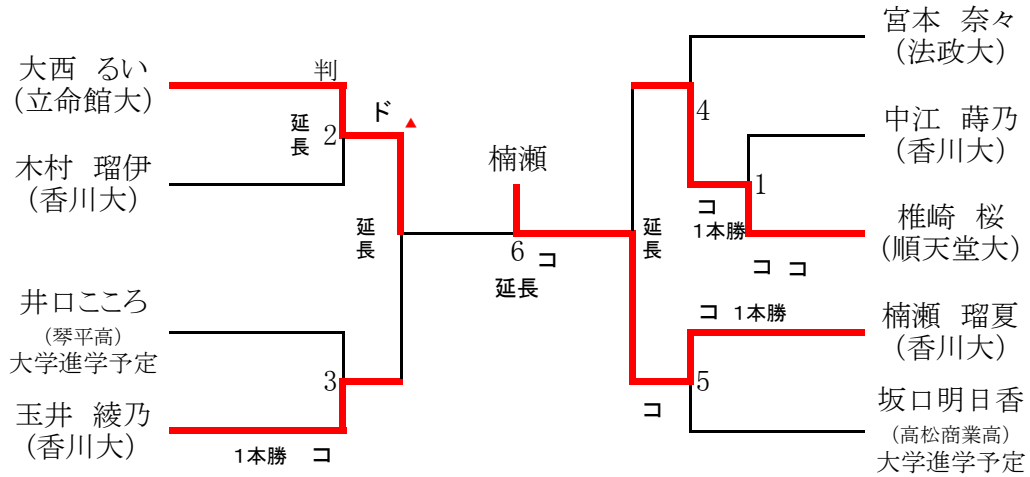 大西 るい
(立命館大)
木村 瑠伊
(香川大)
井口こころ
(琴平高)
大学進学予定
玉井 綾乃
(香川大)
判
延長
2
ド
▲
延長
3
1本勝 コ
楠瀬
6 コ
延長
宮本 奈々
(法政大)
中江 蒔乃
(香川大)
椎崎 桜
(順天堂大)
楠瀬 瑠夏
(香川大)
坂口明日香
(高松商業高)
大学進学予定
4
1
コ
1本勝
コ コ
延長
コ 1本勝
5
コ